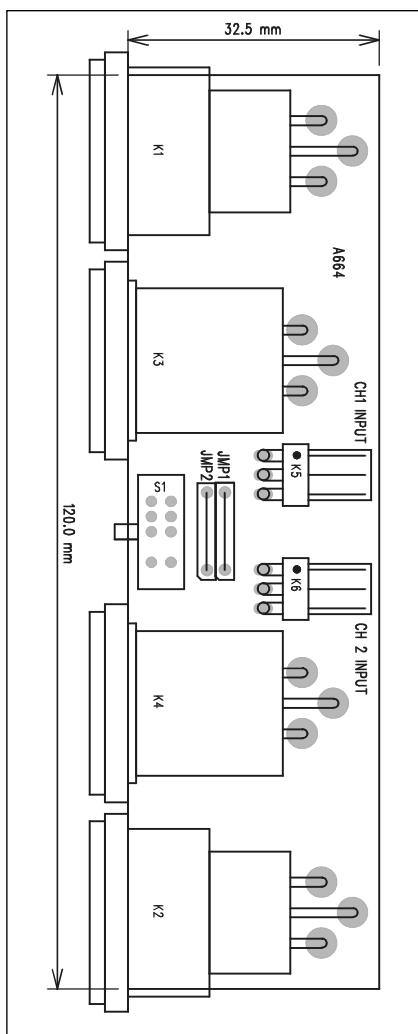 32.5 mm
K1
A664
K3
CH1 INPUT
K5
JMP1
JMP2
S1
120.0 mm
K6
CH 2 INPUT
K4
K2